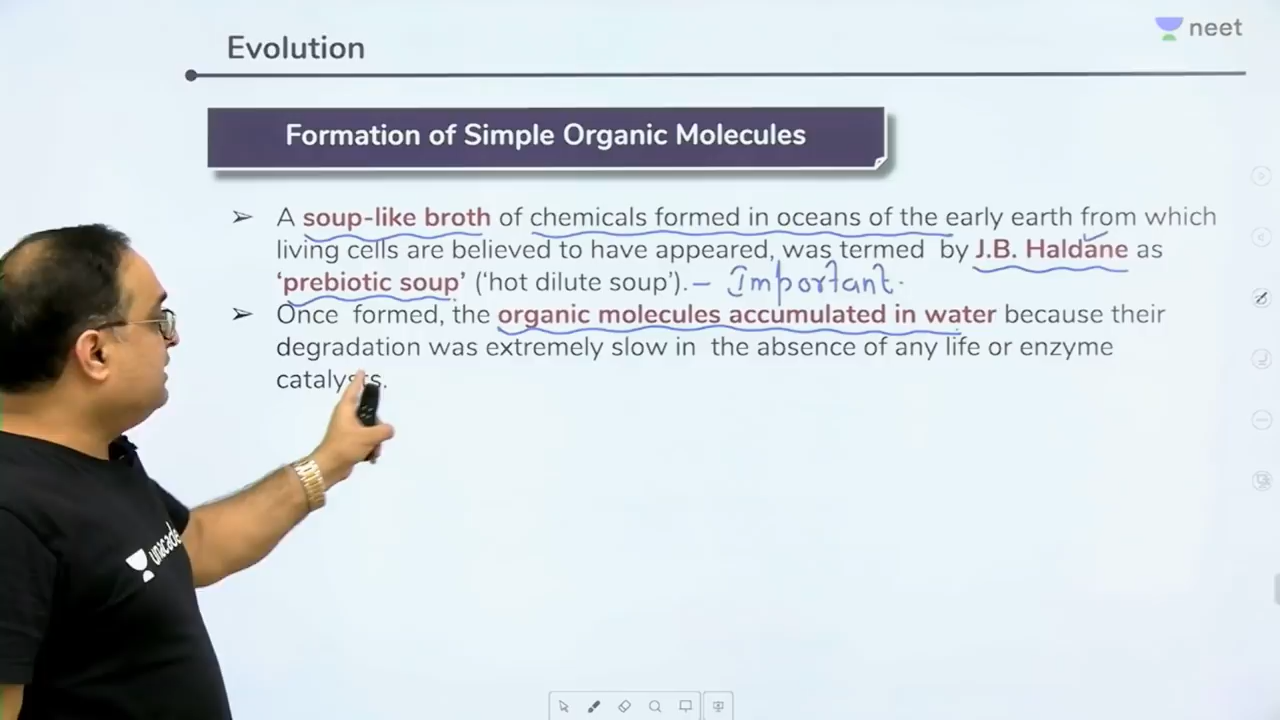 Evolution
neet
Formation of Simple Organic Molecules
➢ A soup-like broth of chemicals formed in oceans of the early earth from which
living cells are believed to have appeared, was termed by J.B. Haldane as
‘prebiotic soup’ (‘hot dilute soup’). – Important.
➢ Once formed, the organic molecules accumulated in water because their
degradation was extremely slow in the absence of any life or enzyme
catalysts.
unacade